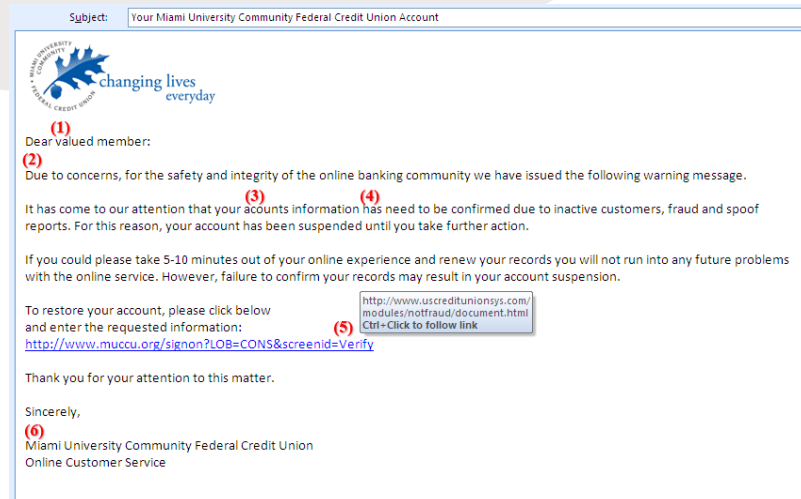 Subject: Your Miami University Community Federal Credit Union Account
MIAMI UNIVERSITY COMMUNITY FEDERAL CREDIT UNION
changing lives
everyday
(1)
Dear valued member:
(2)
Due to concerns, for the safety and integrity of the online banking community we have issued the following warning message.
(3) (4)
It has come to our attention that your acounts information has need to be confirmed due to inactive customers, fraud and spoof
reports. For this reason, your account has been suspended until you take further action.
If you could please take 5-10 minutes out of your online experience and renew your records you will not run into any future problems
with the online service. However, failure to confirm your records may result in your account suspension.
To restore your account, please click below
and enter the requested information:
http://www.uscreditunionsys.com/
modules/notfraud/document.html
Ctrl+Click to follow link
(5)
http://www.muccu.org/signon?LOB=CONS&screenid=Verify
Thank you for your attention to this matter.
Sincerely,
(6)
Miami University Community Federal Credit Union
Online Customer Service